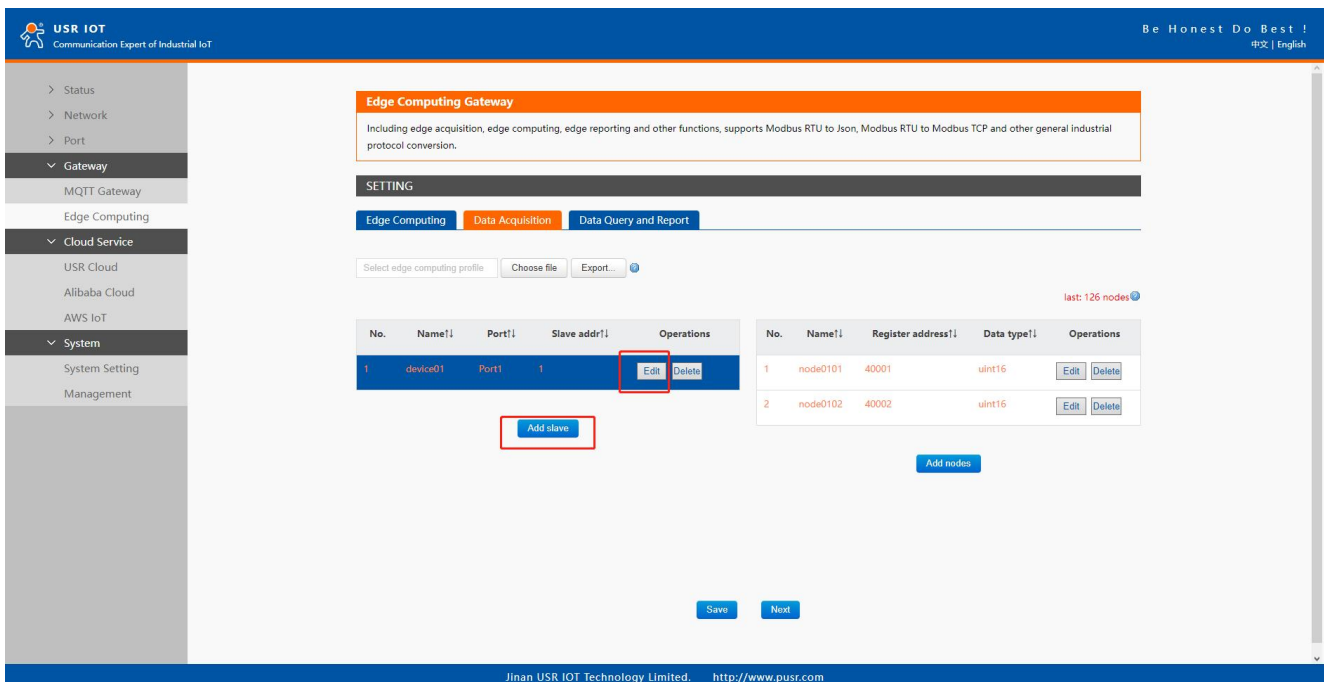 USR IOT
Communication Expert of Industrial IoT
Be Honest Do Best !
中文 | English
Status
Network
Port
Gateway
MQTT Gateway
Edge Computing
Cloud Service
USR Cloud
Alibaba Cloud
AWS IoT
System
System Setting
Management
Edge Computing Gateway
Including edge acquisition, edge computing, edge reporting and other functions, supports Modbus RTU to Json, Modbus RTU to Modbus TCP and other general industrial
protocol conversion.
SETTING
Edge Computing Data Acquisition Data Query and Report
Select edge computing profile Choose file Export...
last: 126 nodes
No. Name↑↓ Port↑↓ Slave addr↑↓ Operations
1 device01 Port1 1 Edit Delete
Add slave
No. Name↑↓ Register address↑↓ Data type↑↓ Operations
1 node0101 40001 uint16 Edit Delete
2 node0102 40002 uint16 Edit Delete
Add nodes
Save Next
Jinan USR IOT Technology Limited. http://www.pusr.com